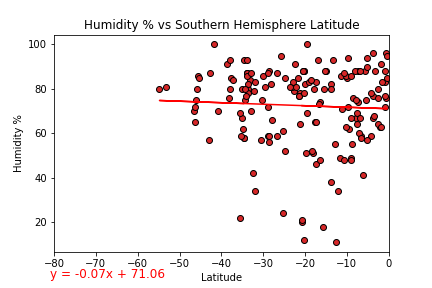 Humidity % vs Southern Hemisphere Latitude
Humidity %
100
80
60
40
20
−80 −70 −60 −50 −40 −30 −20 −10 0
Latitude
y = -0.07x + 71.06